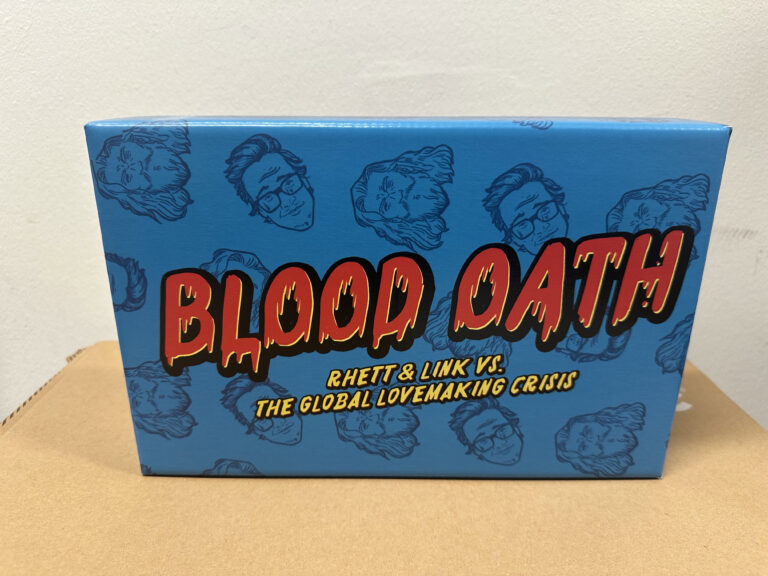 BLOOD OATH
RHETT & LINK VS.
THE GLOBAL LOVEMAKING CRISIS